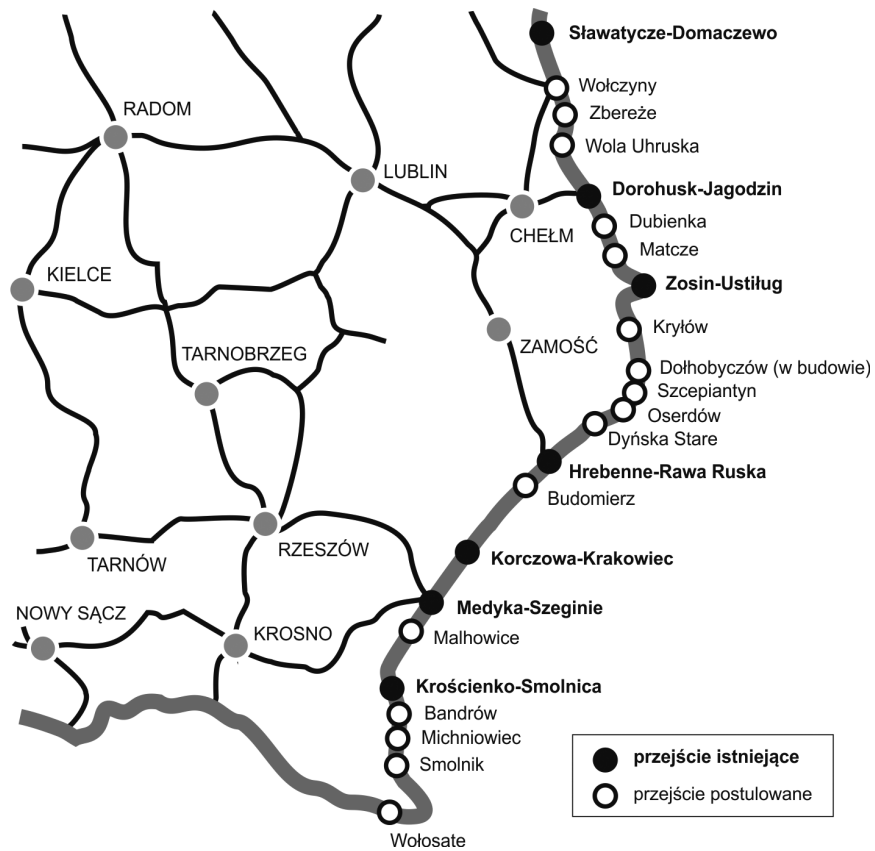 Sławatycze-Domaczewo
Wołczyny
RADOM
Zbereże
Wola Uhruska
LUBLIN
Dorohusk-Jagodzin
Dubienka
CHEŁM
Matcze
KIELCE
Zosin-Ustiług
Kryłów
ZAMOŚĆ
TARNOBRZEG
Dołhobyczów (w budowie)
Szcepiantyn
Oserdów
Dyńska Stare
Hrebenne-Rawa Ruska
Budomierz
RZESZÓW
Korczowa-Krakowiec
TARNÓW
Medyka-Szeginie
NOWY SĄCZ
KROSNO
Malhowice
Krościenko-Smolnica
Bandrów
Michniowiec
Smolnik
Wołosate
przejście istniejące
przejście postulowane